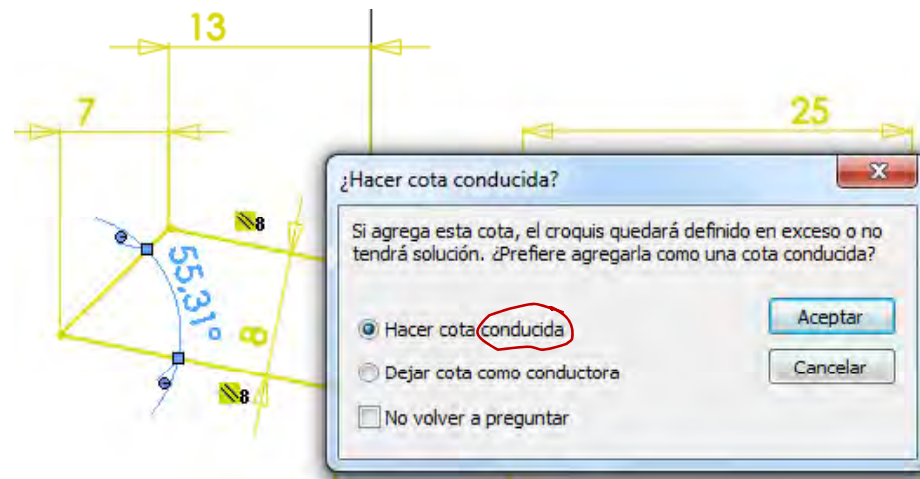 13
7
25
8
55,31°
8
8
¿Hacer cota conducida?
Si agrega esta cota, el croquis quedará definido en exceso o no
tendrá solución. ¿Prefiere agregarla como una cota conducida?
Hacer cota conducida
Aceptar
Dejar cota como conductora
Cancelar
No volver a preguntar